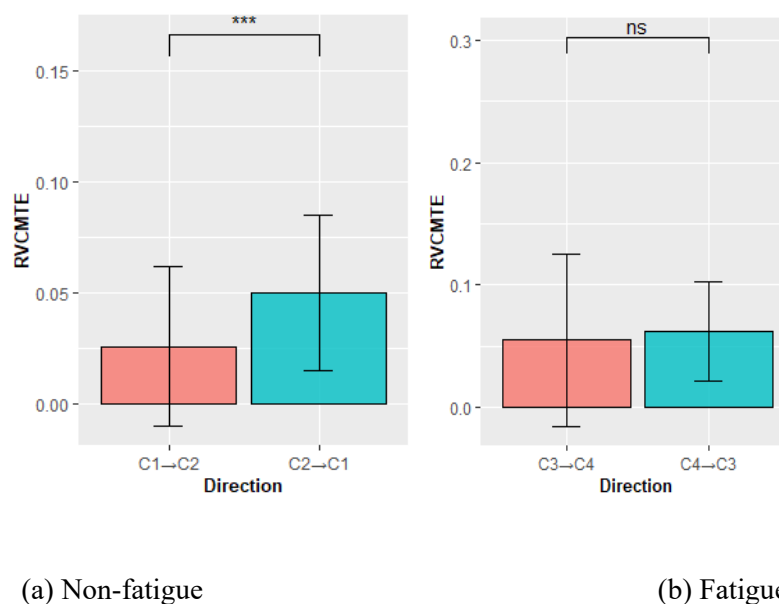 ***
0.15
0.10
0.05
0.00
RVCMTE
C1→C2
C2→C1
Direction
ns
0.3
0.2
0.1
0.0
RVCMTE
C3→C4
C4→C3
Direction
(a) Non-fatigue
(b) Fatigue